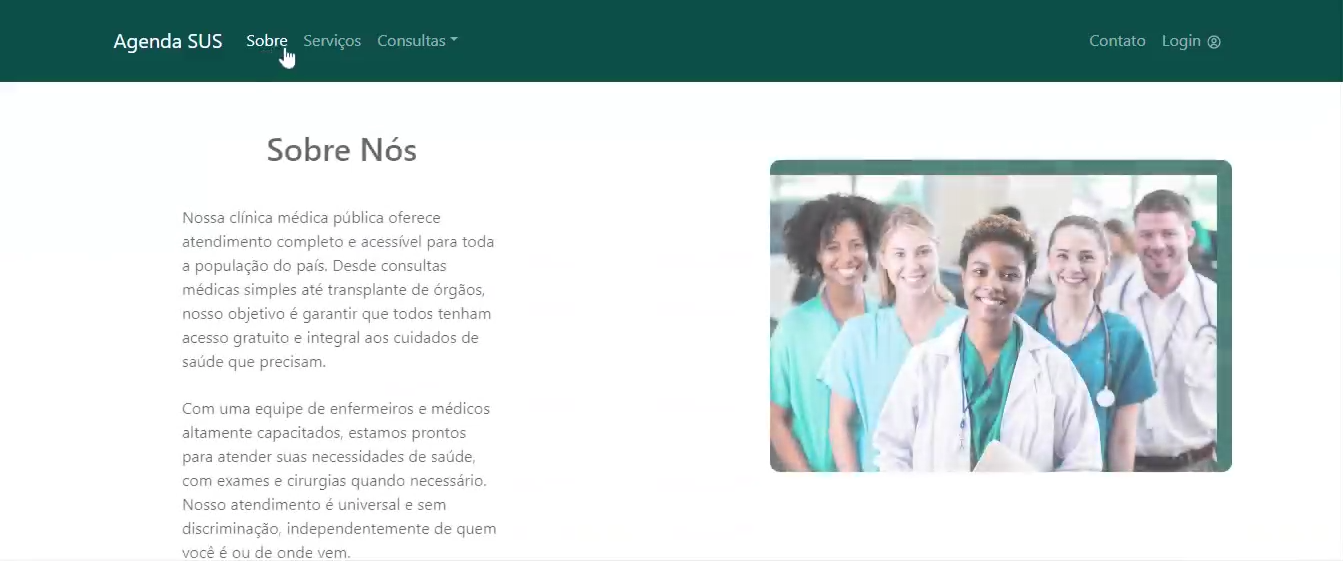 Agenda SUS Sobre Serviços Consultas Contato Login
Sobre Nós
Nossa clínica médica pública oferece
atendimento completo e acessível para toda
a população do país. Desde consultas
médicas simples até transplante de órgãos,
nosso objetivo é garantir que todos tenham
acesso gratuito e integral aos cuidados de
saúde que precisam.
Com uma equipe de enfermeiros e médicos
altamente capacitados, estamos prontos
para atender suas necessidades de saúde,
com exames e cirurgias quando necessário.
Nosso atendimento é universal e sem
discriminação, independentemente de quem
você é ou de onde vem.